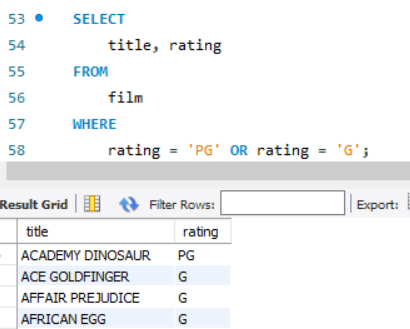 53 SELECT
54 title, rating
55 FROM
56 film
57 WHERE
58 rating = 'PG' OR rating = 'G';
Result Grid Filter Rows: Export:
title rating
ACADEMY DINOSAUR PG
ACE GOLDFINGER G
AFFAIR PREJUDICE G
AFRICAN EGG G